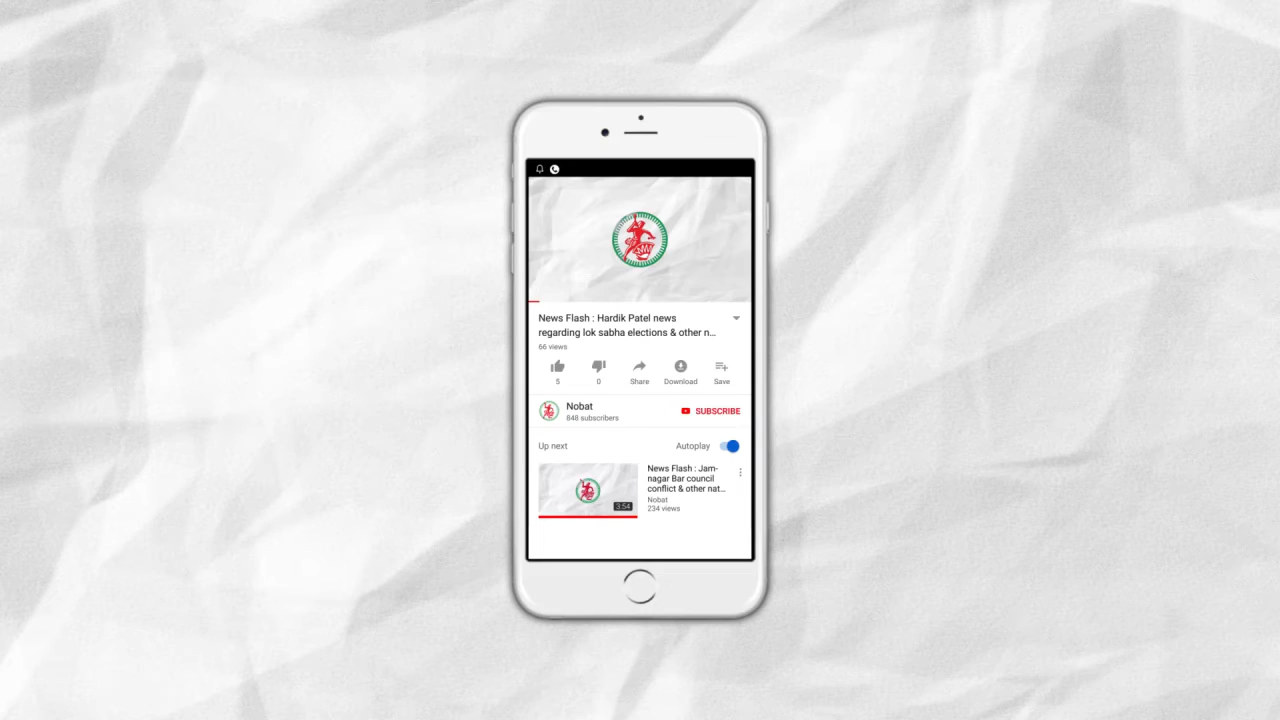 News Flash : Hardik Patel news
regarding lok sabha elections & other n...
66 views
5
0
Share
Download
Save
Nobat
848 subscribers
SUBSCRIBE
Up next
Autoplay
3:54
News Flash : Jam-
nagar Bar council
conflict & other nat...
Nobat
234 views